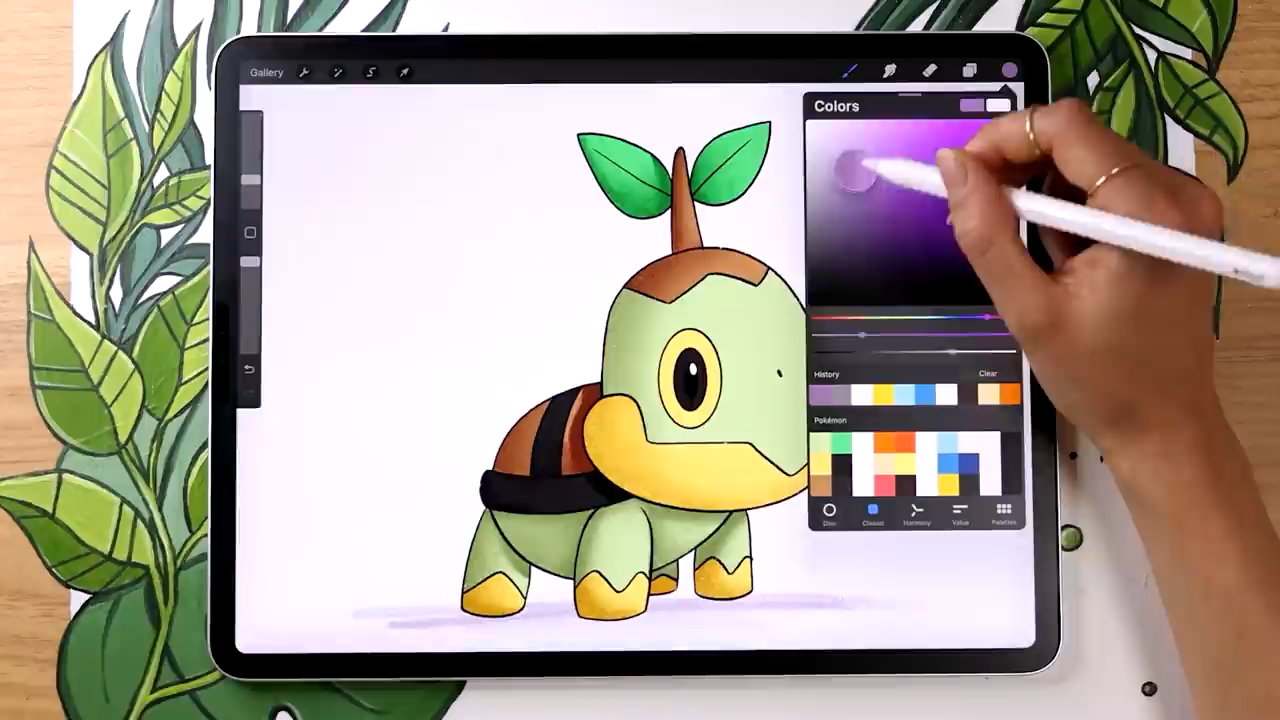 Gallery
Colors
History Clear
Pokémon
Disc Classic Harmony Value Palettes